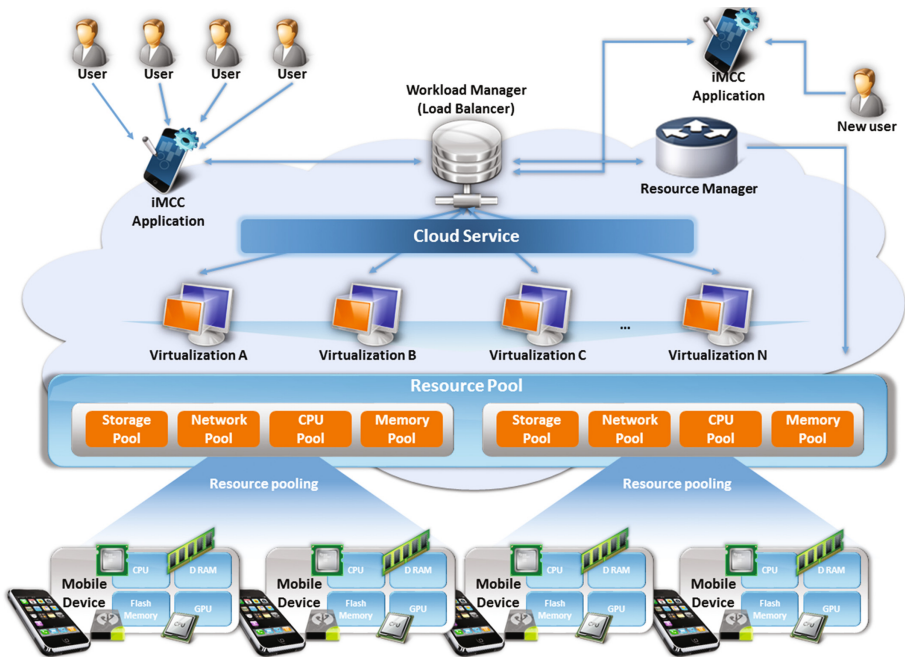 User
User
User
User
iMCC
Application
Workload Manager
(Load Balancer)
iMCC
Application
New user
Resource Manager
Cloud Service
Virtualization A
Virtualization B
Virtualization C
...
Virtualization N
Resource Pool
Storage
Pool
Network
Pool
CPU
Pool
Memory
Pool
Storage
Pool
Network
Pool
CPU
Pool
Memory
Pool
Resource pooling
Resource pooling
Mobile
Device
CPU
D RAM
Flash
Memory
GPU
Mobile
Device
CPU
D RAM
Flash
Memory
GPU
Mobile
Device
CPU
D RAM
Flash
Memory
GPU
Mobile
Device
CPU
D RAM
Flash
Memory
GPU